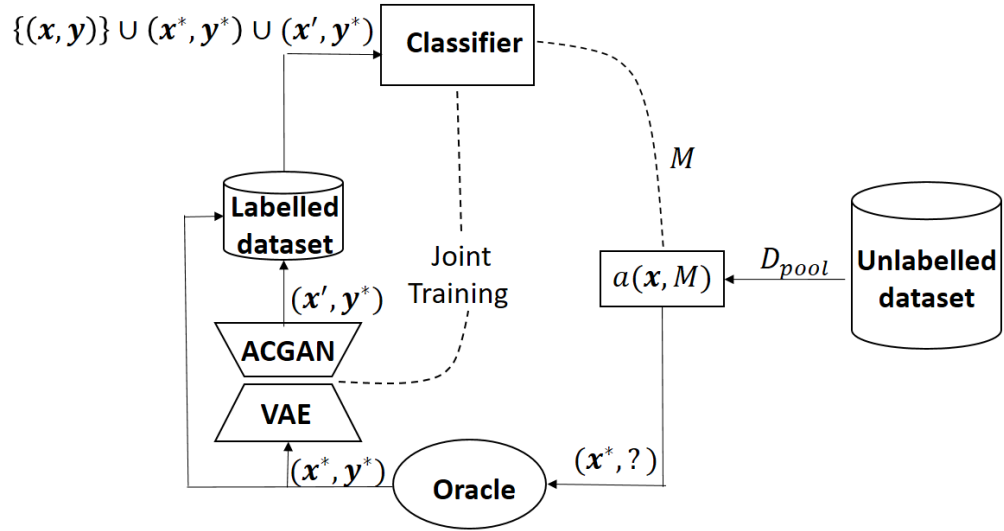 {(x, y)} ∪ (x*, y*) ∪ (x′, y*)
Classifier
M
Labelled
dataset
Joint
Training
a(x, M)
D_pool
Unlabelled
dataset
(x′, y*)
ACGAN
VAE
(x*, y*)
Oracle
(x*, ?)